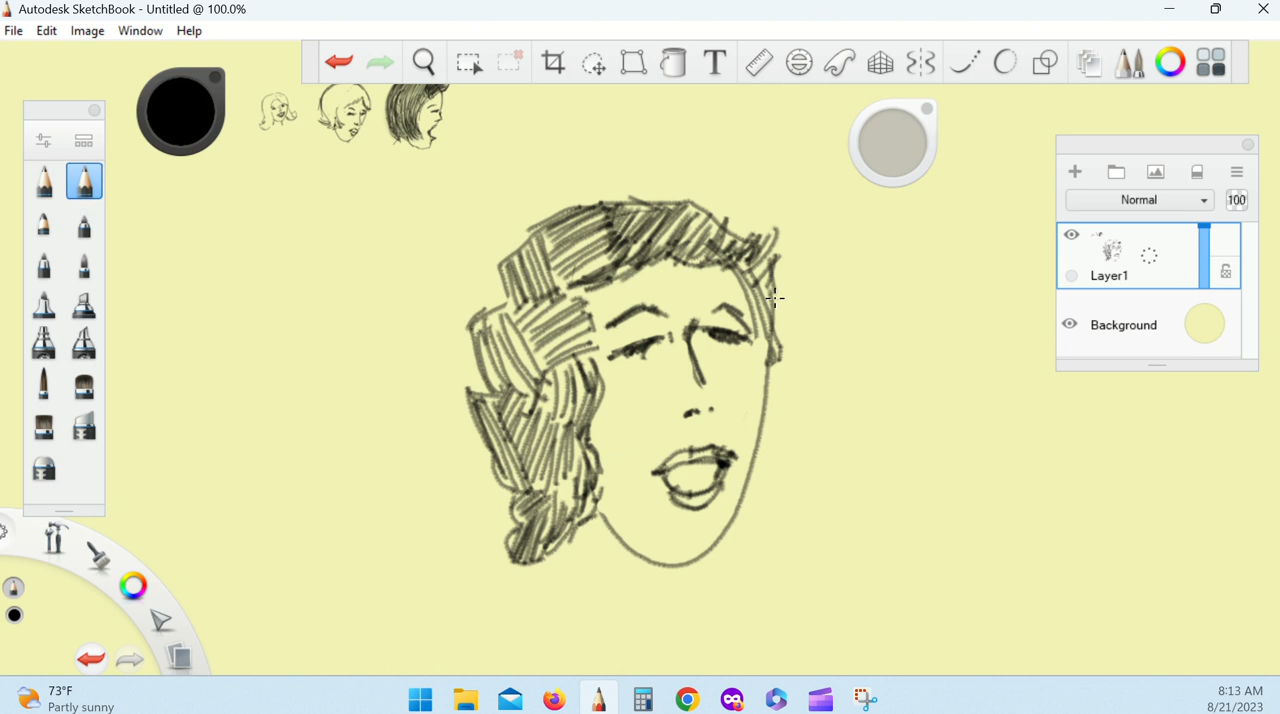 Autodesk SketchBook - Untitled @ 100.0%
File Edit Image Window Help
T
Normal
100
Layer1
Background
73°F
Partly sunny
8:13 AM
8/21/2023